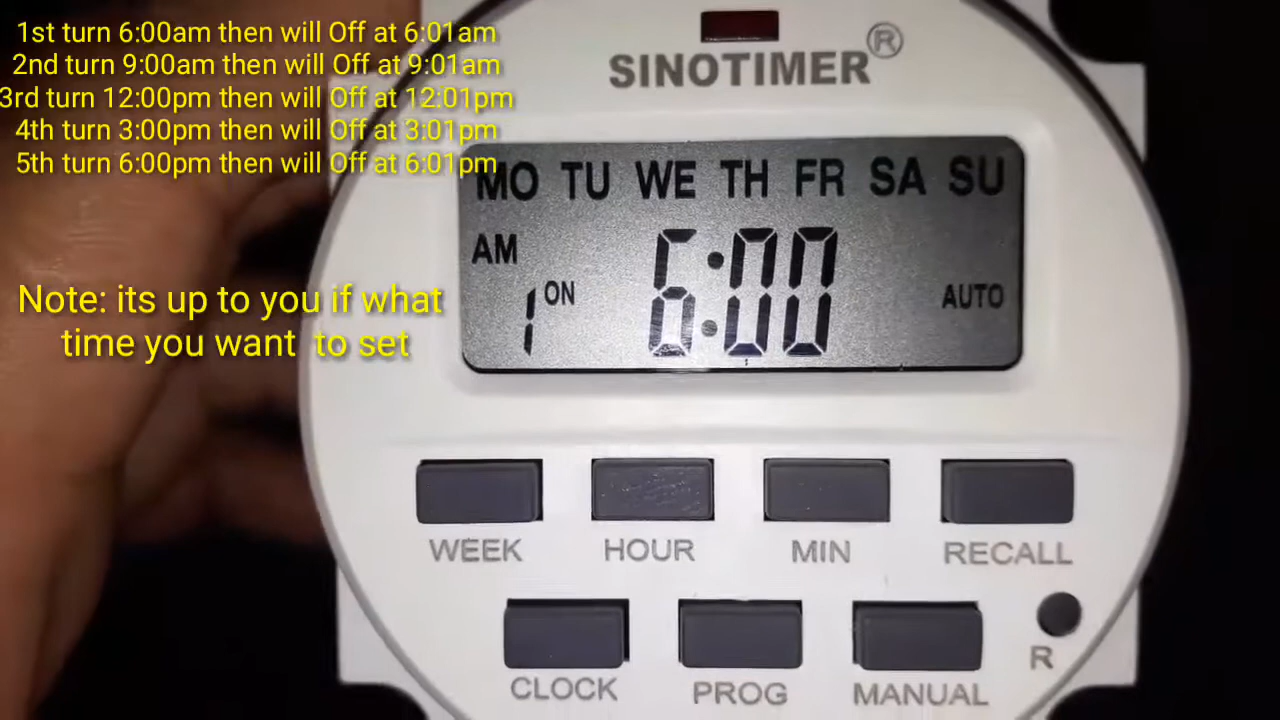 1st turn 6:00am then will Off at 6:01am
2nd turn 9:00am then will Off at 9:01am
3rd turn 12:00pm then will Off at 12:01pm
4th turn 3:00pm then will Off at 3:01pm
5th turn 6:00pm then will Off at 6:01pm
Note: its up to you if what
time you want to set
SINOTIMER®
MO TU WE TH FR SA SU
AM
6:00
1 ON
AUTO
WEEK HOUR MIN RECALL
CLOCK PROG MANUAL R